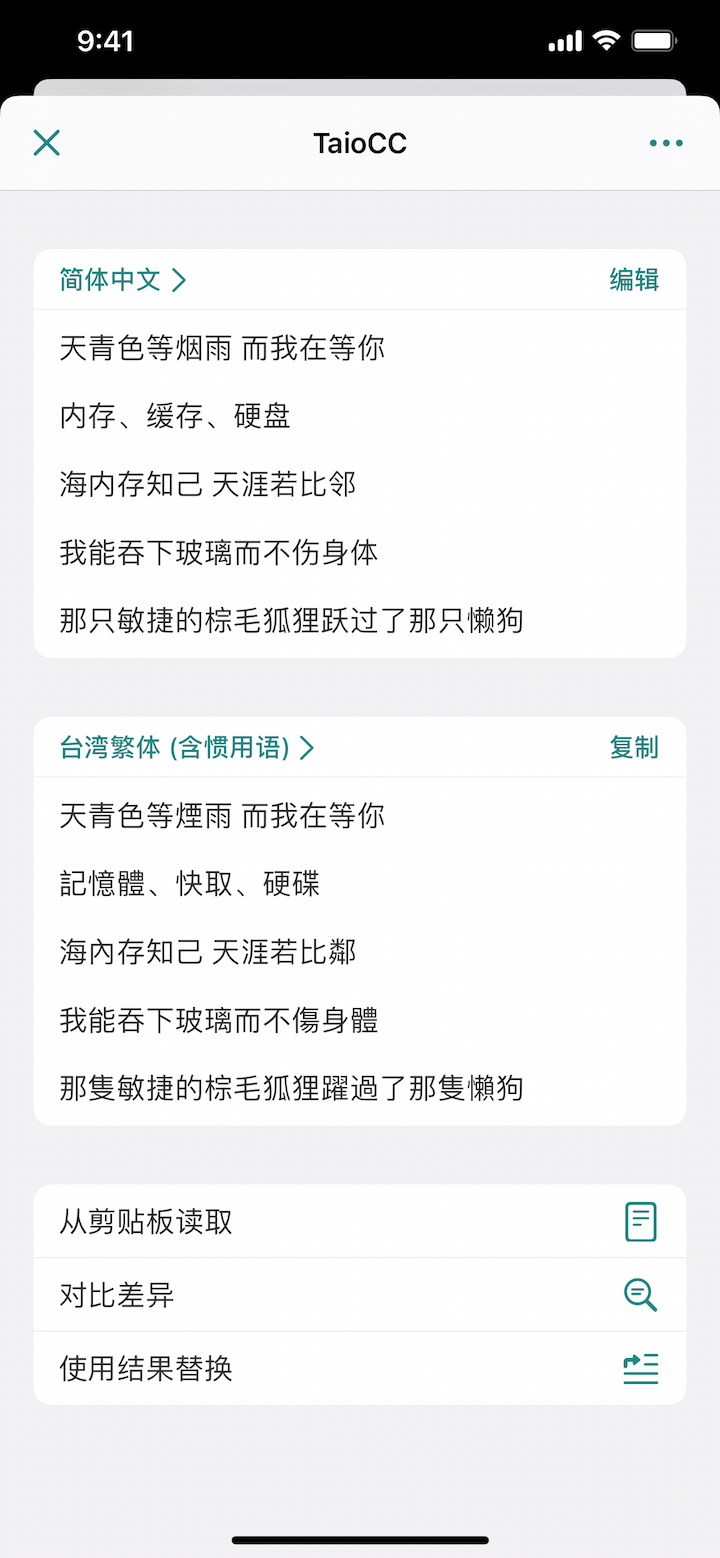 9:41
TaioCC
简体中文
编辑
天青色等烟雨 而我在等你
内存、缓存、硬盘
海内存知己 天涯若比邻
我能吞下玻璃而不伤身体
那只敏捷的棕毛狐狸跃过了那只懒狗
台湾繁体 (含惯用语)
复制
天青色等煙雨 而我在等你
記憶體、快取、硬碟
海內存知己 天涯若比鄰
我能吞下玻璃而不傷身體
那隻敏捷的棕毛狐狸躍過了那隻懶狗
从剪贴板读取
对比差异
使用结果替换